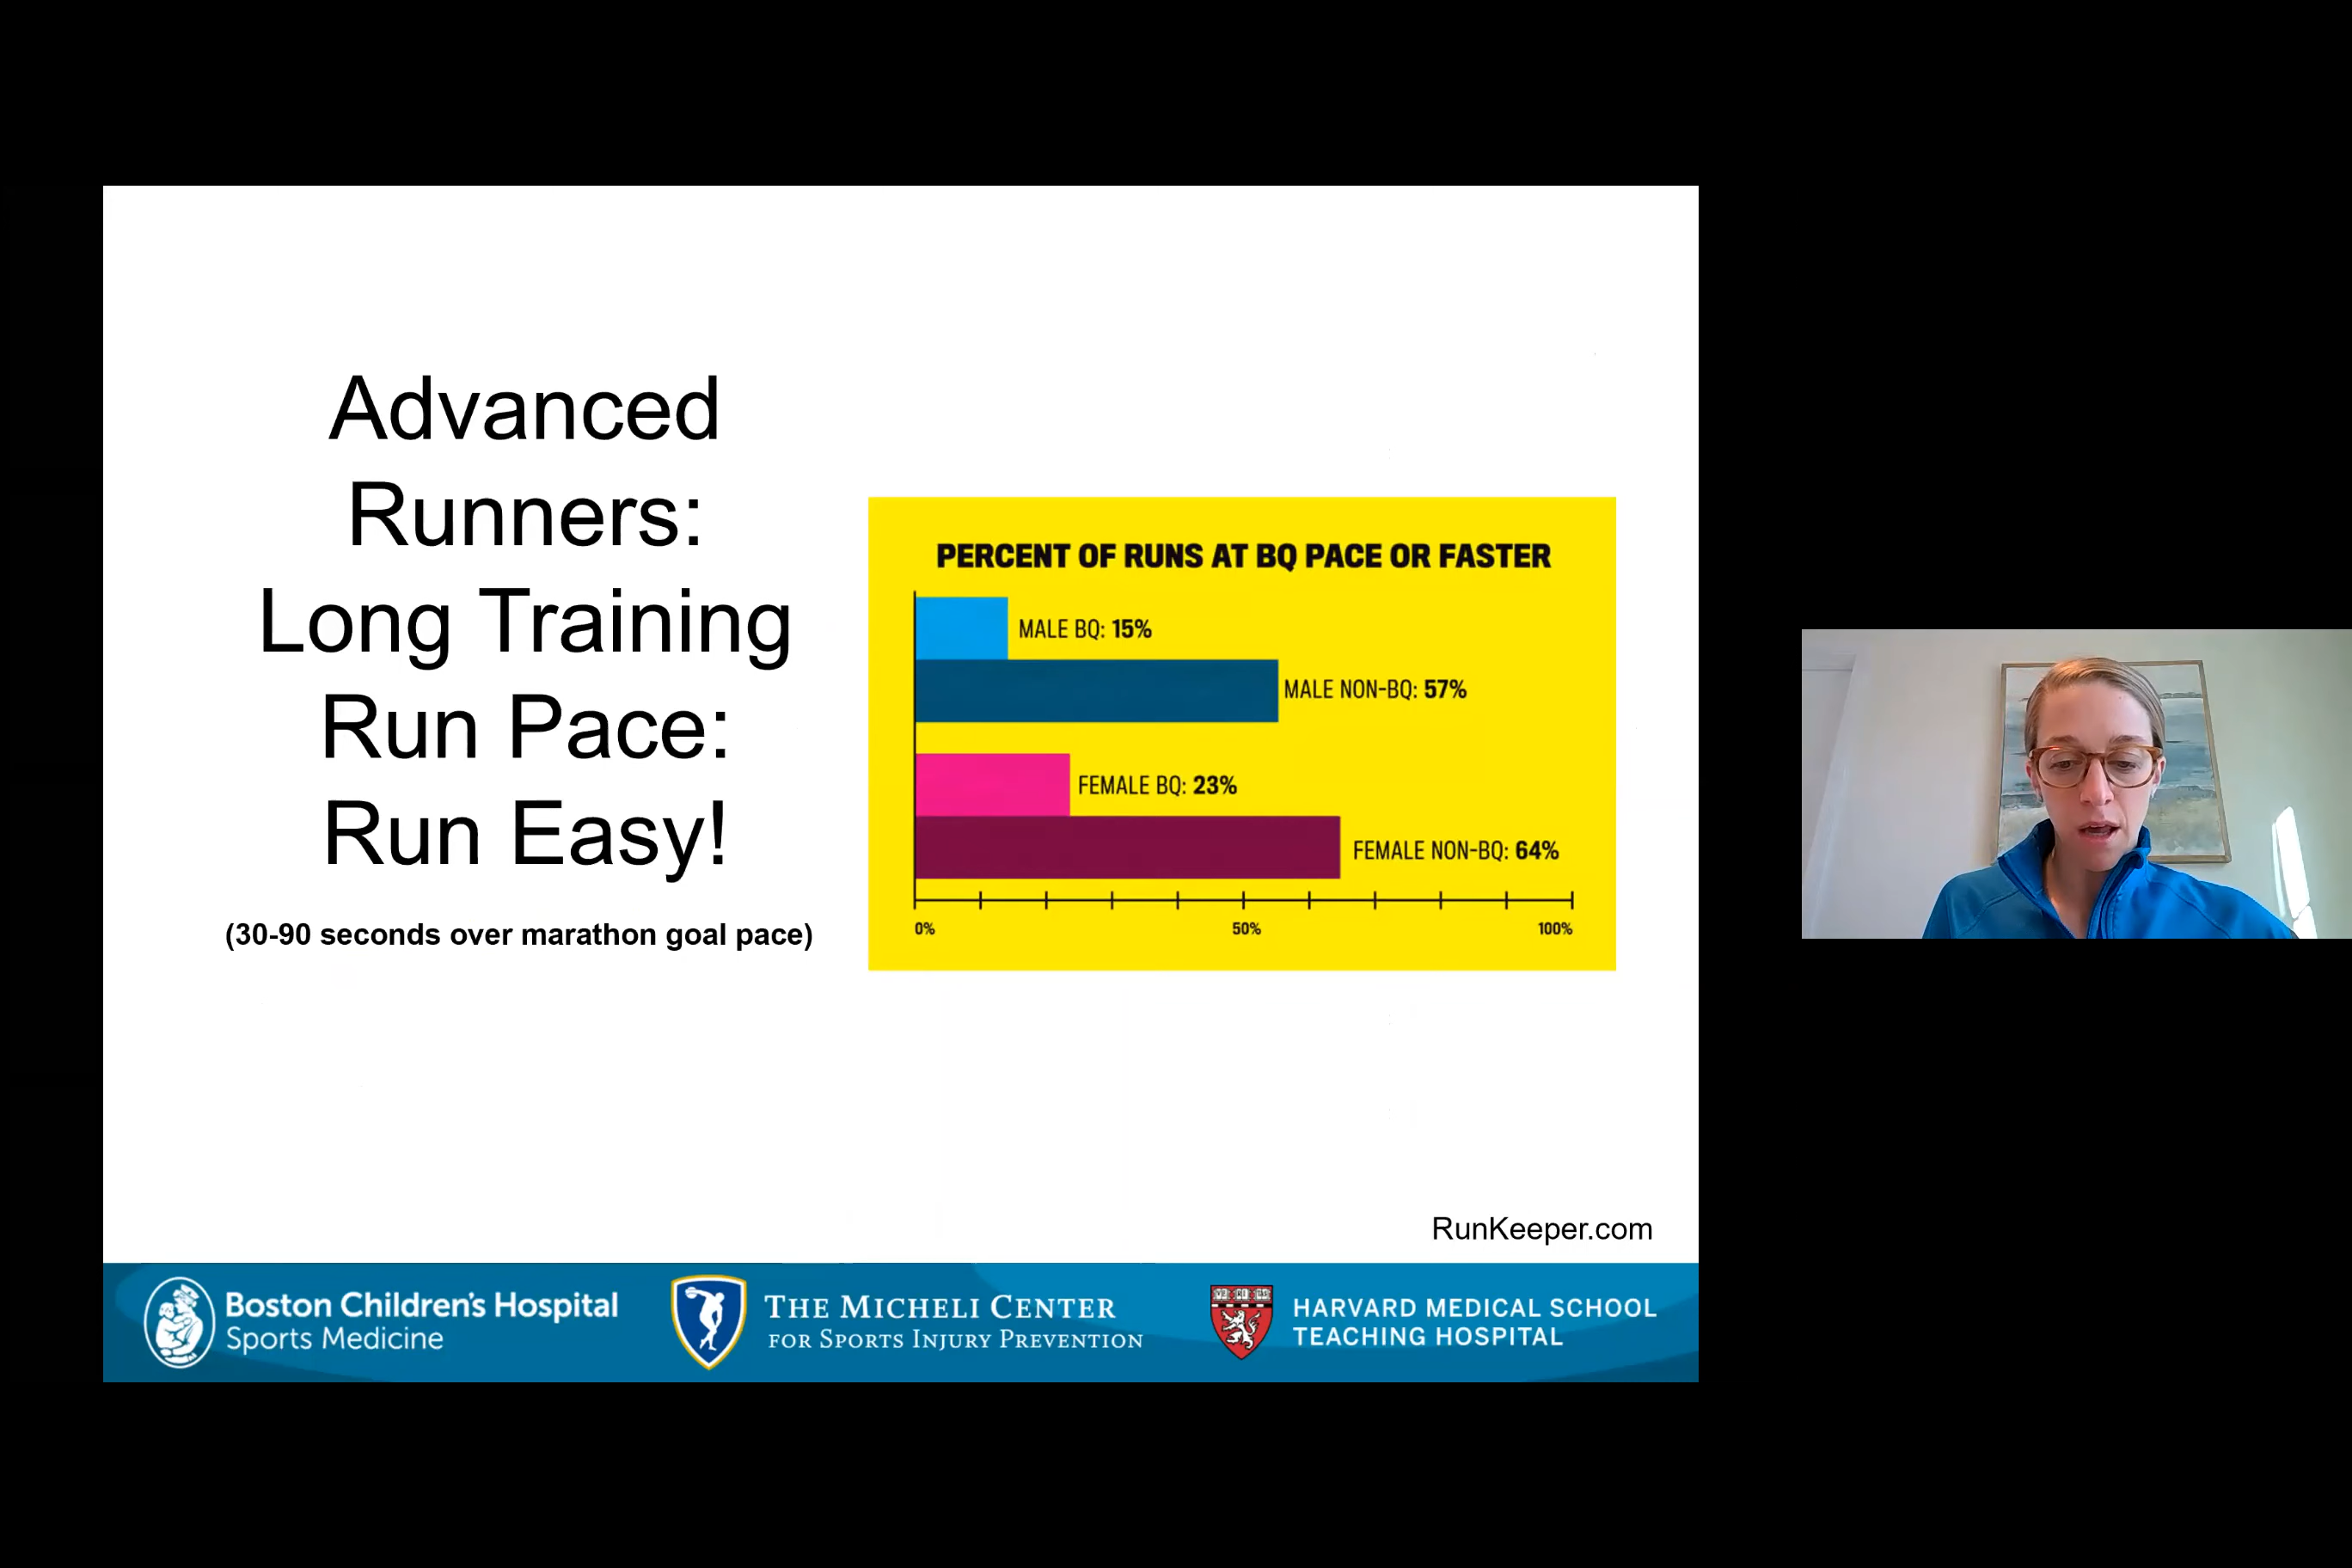 Advanced
Runners:
Long Training
Run Pace:
Run Easy!
(30-90 seconds over marathon goal pace)
PERCENT OF RUNS AT BQ PACE OR FASTER
MALE BQ: 15%
MALE NON-BQ: 57%
FEMALE BQ: 23%
FEMALE NON-BQ: 64%
0% 50% 100%
RunKeeper.com
Boston Children's Hospital
Sports Medicine
THE MICHELI CENTER
FOR SPORTS INJURY PREVENTION
HARVARD MEDICAL SCHOOL
TEACHING HOSPITAL